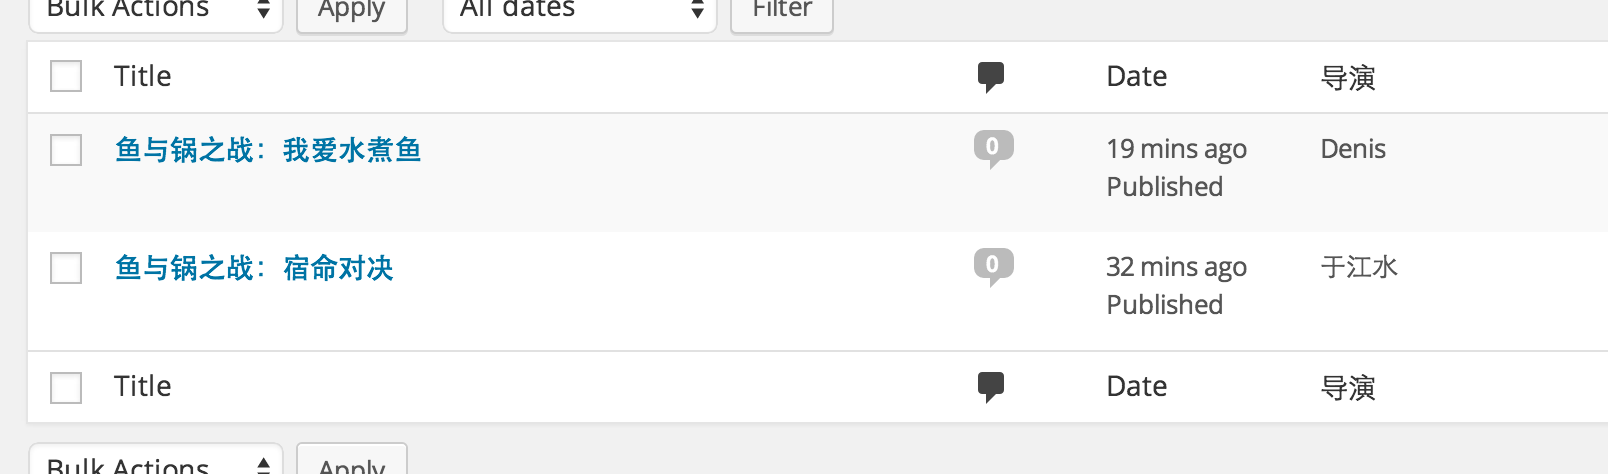 Bulk Actions Apply All dates Filter
Title Date 导演
鱼与锅之战：我爱水煮鱼 0 19 mins ago Denis
Published
鱼与锅之战：宿命对决 0 32 mins ago 于江水
Published
Title Date 导演
Bulk Actions Apply